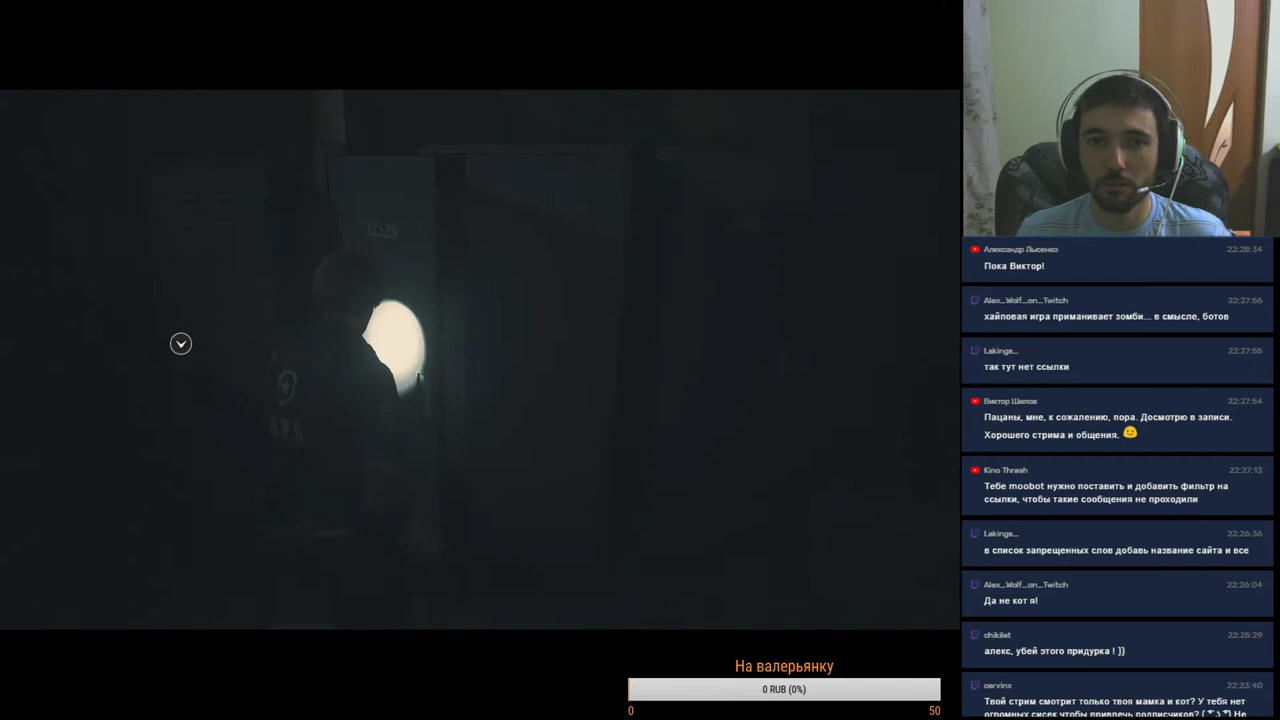 Александр Лысенко 22:28:34
Пока Виктор!
Alex_Wolf_on_Twitch 22:27:56
хайповая игра приманивает зомби... в смысле, ботов
Lakings_ 22:27:55
так тут нет ссылки
Виктор Шилов 22:27:54
Пацаны, мне, к сожалению, пора. Досмотрю в записи.
Хорошего стрима и общения.
Kino Thrash 22:27:13
Тебе moobot нужно поставить и добавить фильтр на
ссылки, чтобы такие сообщения не проходили
Lakings_ 22:26:36
в список запрещенных слов добавь название сайта и все
Alex_Wolf_on_Twitch 22:26:04
Да не кот я!
chikilet 22:25:29
алекс, убей этого придурка ! ))
cervinx 22:23:40
Твой стрим смотрит только твоя мамка и кот? У тебя нет
огромных сисек чтобы привлечь подписчиков? Не
На валерьянку
0 RUB (0%)
0 50